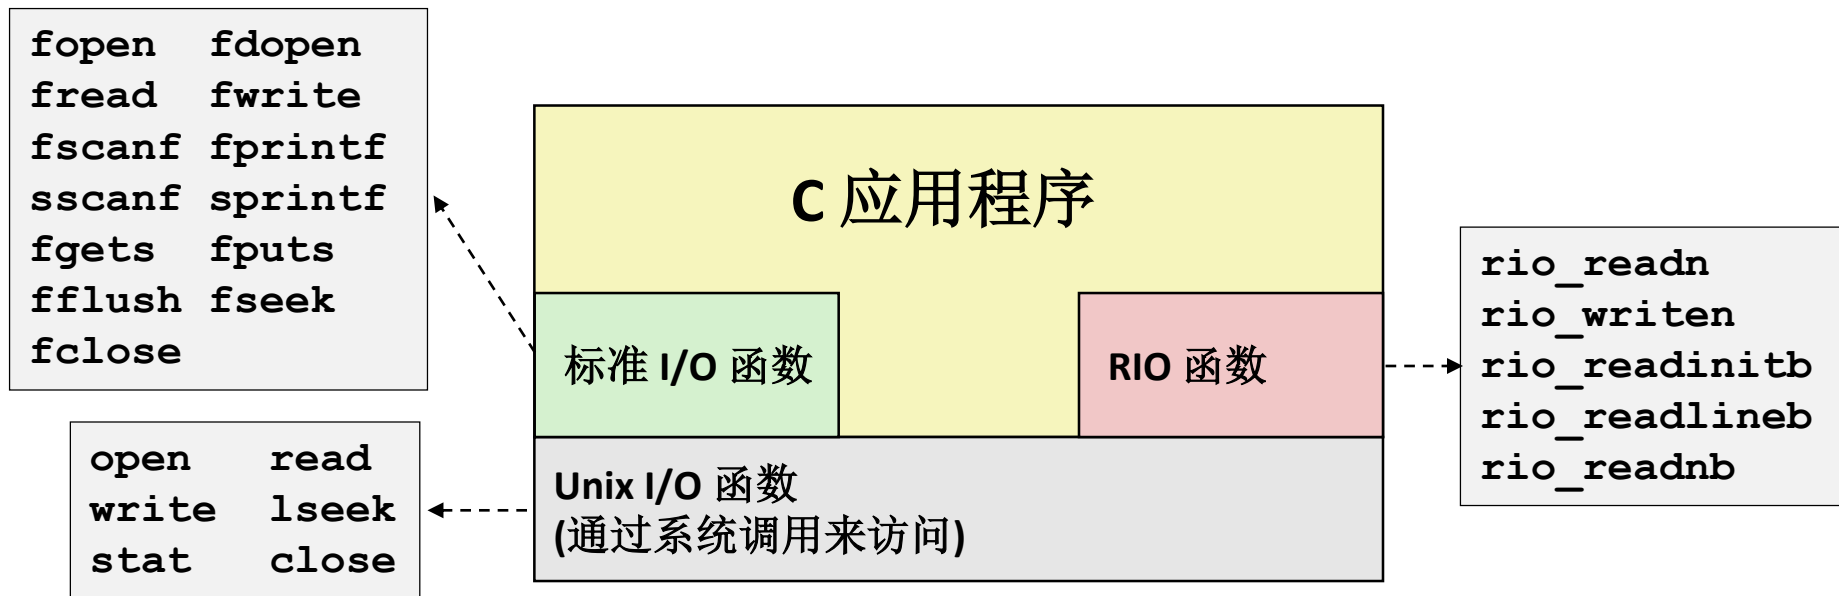 fopen fdopen
fread fwrite
fscanf fprintf
sscanf sprintf
fgets fputs
fflush fseek
fclose
C 应用程序
标准 I/O 函数
RIO 函数
rio_readn
rio_writen
rio_readinitb
rio_readlineb
rio_readnb
open read
write lseek
stat close
Unix I/O 函数
(通过系统调用来访问)